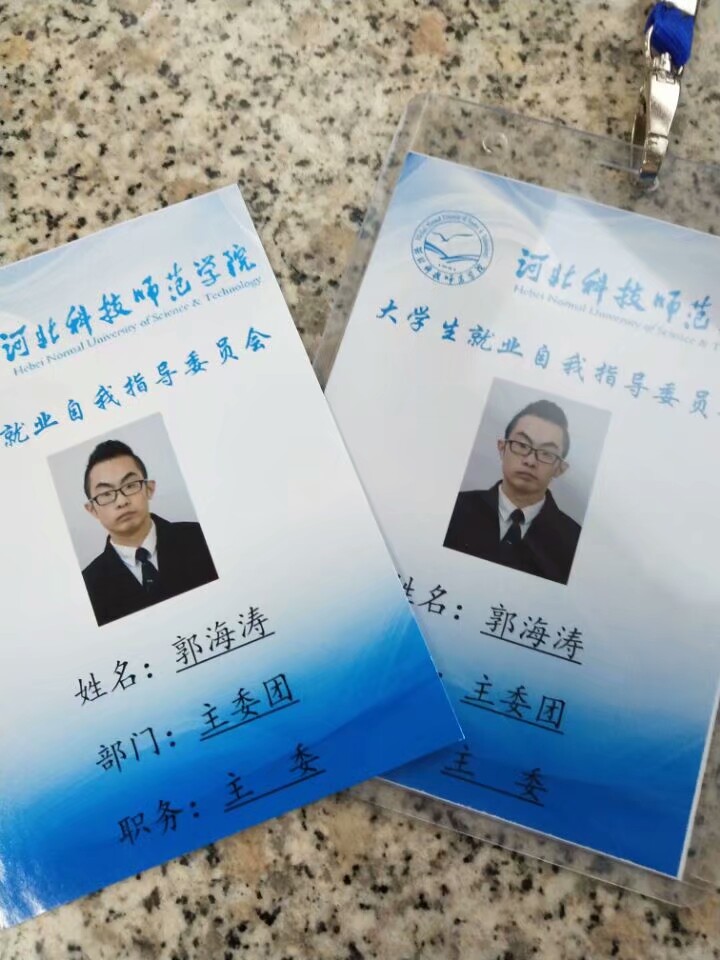 河北科技师范学院
Hebei Normal University of Science & Technology
就业自我指导委员会
姓名：郭海涛
部门：主委团
职务：主 委
河北科技师范
Hebei Normal University of Science & T
大学生就业自我指导委员
姓名：郭海涛
：主委团
主 委